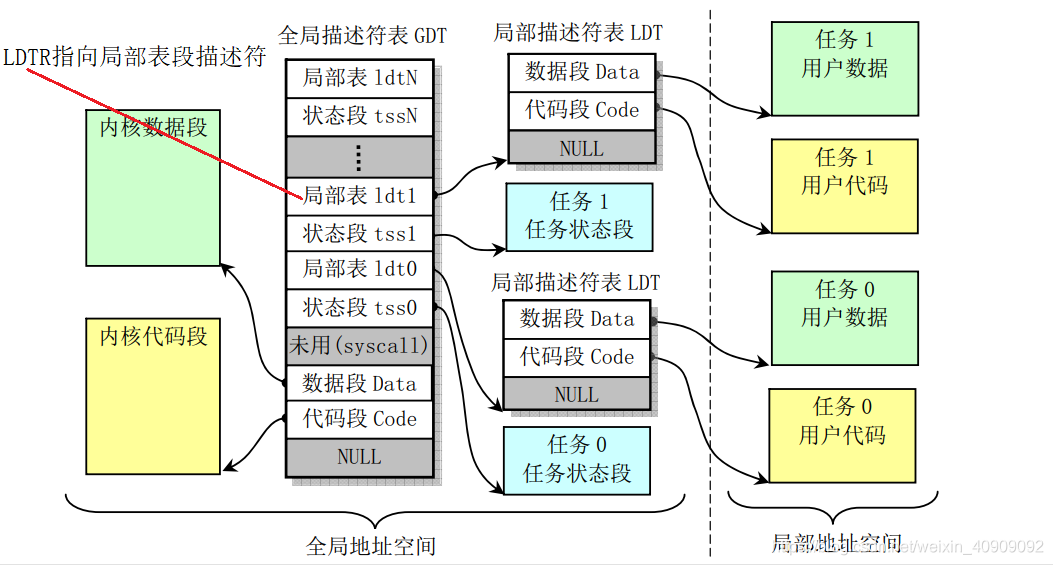 LDTR指向局部表段描述符
内核数据段
内核代码段
全局描述符表 GDT
局部表 ldtN
状态段 tssN
⋮
局部表 ldt1
状态段 tss1
局部表 ldt0
状态段 tss0
未用(syscall)
数据段 Data
代码段 Code
NULL
局部描述符表 LDT
数据段 Data
代码段 Code
NULL
任务 1
任务状态段
局部描述符表 LDT
数据段 Data
代码段 Code
NULL
任务 0
任务状态段
任务 1
用户数据
任务 1
用户代码
任务 0
用户数据
任务 0
用户代码
全局地址空间
局部地址空间
net/weixin_40909092